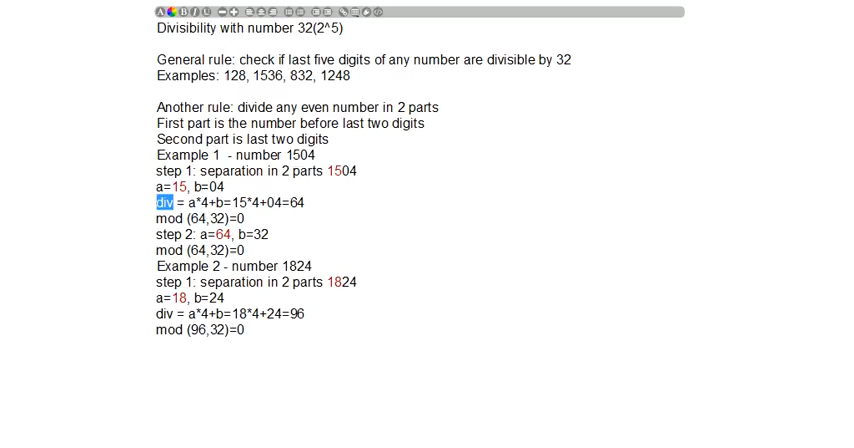 Divisibility with number 32(2^5)
General rule: check if last five digits of any number are divisible by 32
Examples: 128, 1536, 832, 1248
Another rule: divide any even number in 2 parts
First part is the number before last two digits
Second part is last two digits
Example 1 - number 1504
step 1: separation in 2 parts 1504
a=15, b=04
div = a*4+b=15*4+04=64
mod (64,32)=0
step 2: a=64, b=32
mod (64,32)=0
Example 2 - number 1824
step 1: separation in 2 parts 1824
a=18, b=24
div = a*4+b=18*4+24=96
mod (96,32)=0